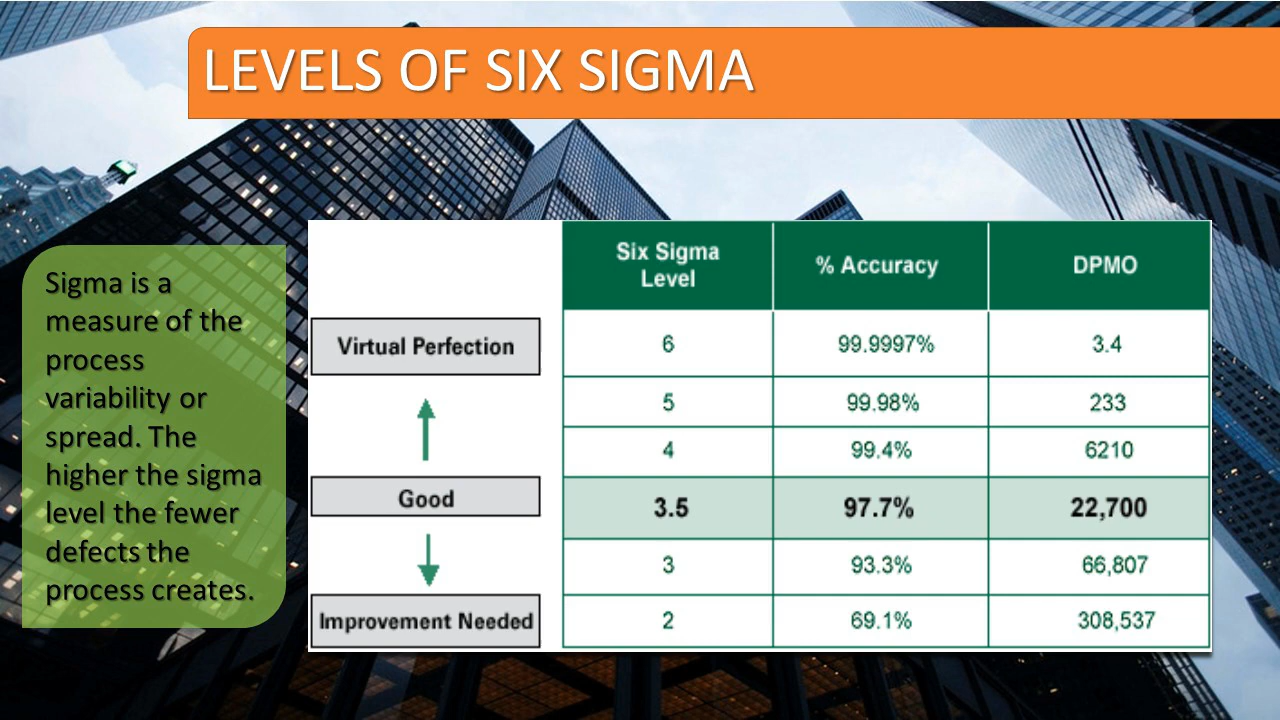 LEVELS OF SIX SIGMA
Sigma is a
measure of the
process
variability or
spread. The
higher the sigma
level the fewer
defects the
process creates.
Six Sigma
Level
% Accuracy
DPMO
Virtual Perfection
6
99.9997%
3.4
5
99.98%
233
4
99.4%
6210
Good
3.5
97.7%
22,700
3
93.3%
66,807
Improvement Needed
2
69.1%
308,537